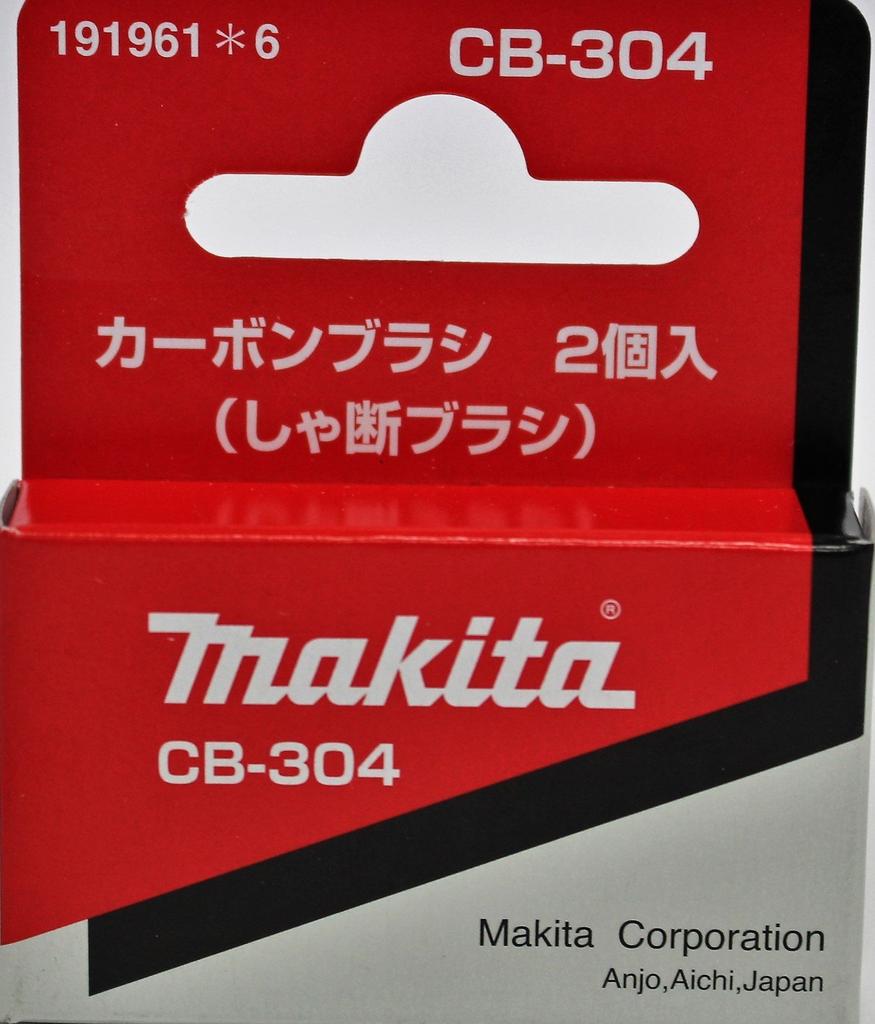 191961＊6 CB-304
カーボンブラシ 2個入
（しゃ断ブラシ）
makita®
CB-304
Makita Corporation
Anjo,Aichi,Japan